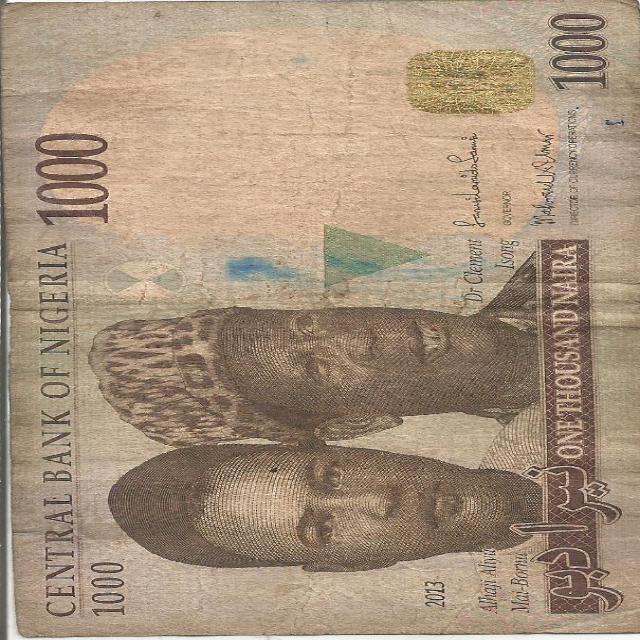 CENTRAL BANK OF NIGERIA
1000
1000
2013
Alhaji Aliyu
Mai-Bornu
Dr Clement
Isong
GOVERNOR
DIRECTOR OF CURRENCY OPERATIONS
ONE THOUSAND NAIRA
1000